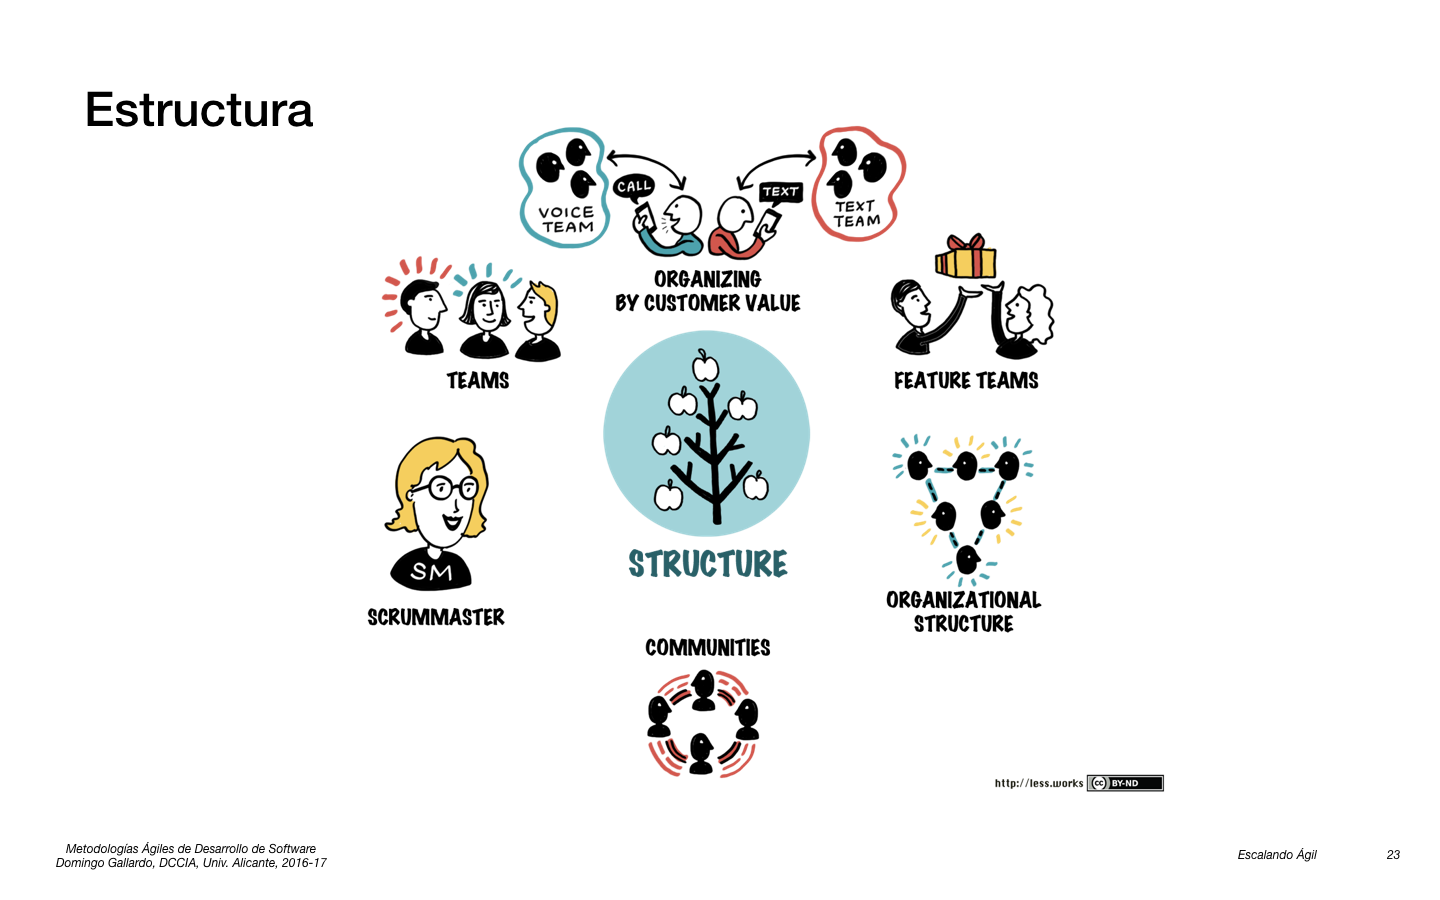 Estructura
CALL
TEXT
VOICE
TEAM
TEXT
TEAM
ORGANIZING
BY CUSTOMER VALUE
TEAMS
FEATURE TEAMS
SM
SCRUMMASTER
STRUCTURE
ORGANIZATIONAL
STRUCTURE
COMMUNITIES
http://less.works
cc BY-ND
Metodologías Ágiles de Desarrollo de Software
Domingo Gallardo, DCCIA, Univ. Alicante, 2016-17
Escalando Ágil
23